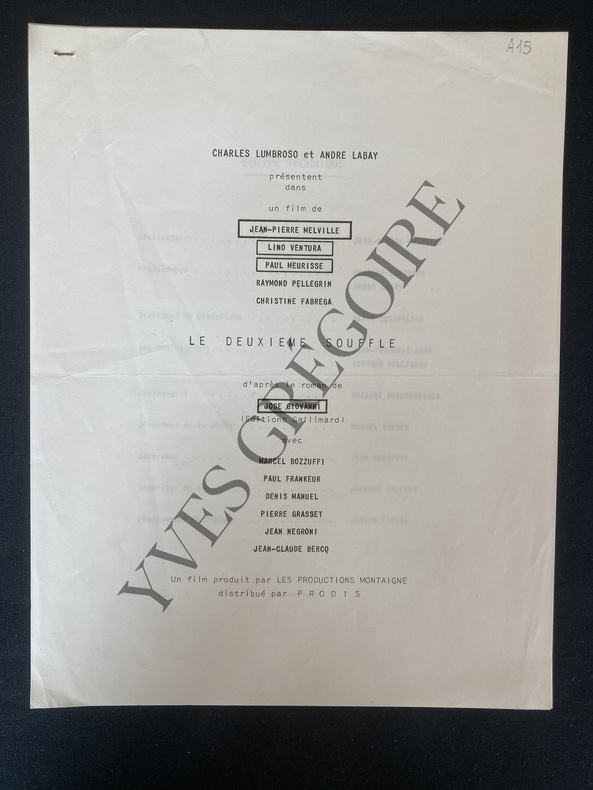 A15
CHARLES LUMBROSO et ANDRE LABAY
présentent
dans
un film de
JEAN-PIERRE MELVILLE
LINO VENTURA
PAUL MEURISSE
RAYMOND PELLEGRIN
CHRISTINE FABREGA
LE DEUXIEME SOUFFLE
d'après le roman de
JOSE GIOVANNI
(Editions Gallimard)
avec
MARCEL BOZZUFFI
PAUL FRANKEUR
DENIS MANUEL
PIERRE GRASSET
JEAN NEGRONI
JEAN-CLAUDE BERCQ
Un film produit par LES PRODUCTIONS MONTAIGNE
distribué par P R O D I S
YVES GRÉGOIRE